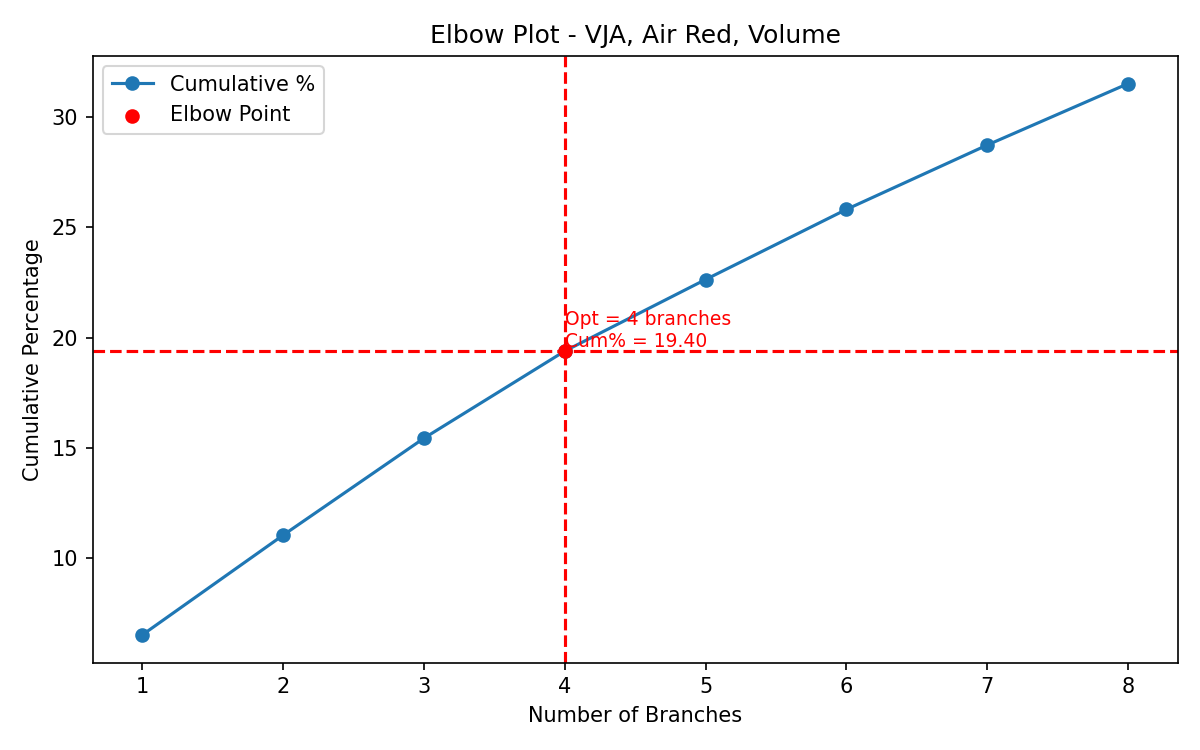 Elbow Plot - VJA, Air Red, Volume
Cumulative %
Elbow Point
30
25
20
15
10
Cumulative Percentage
Opt = 4 branches
Cum% = 19.40
1 2 3 4 5 6 7 8
Number of Branches